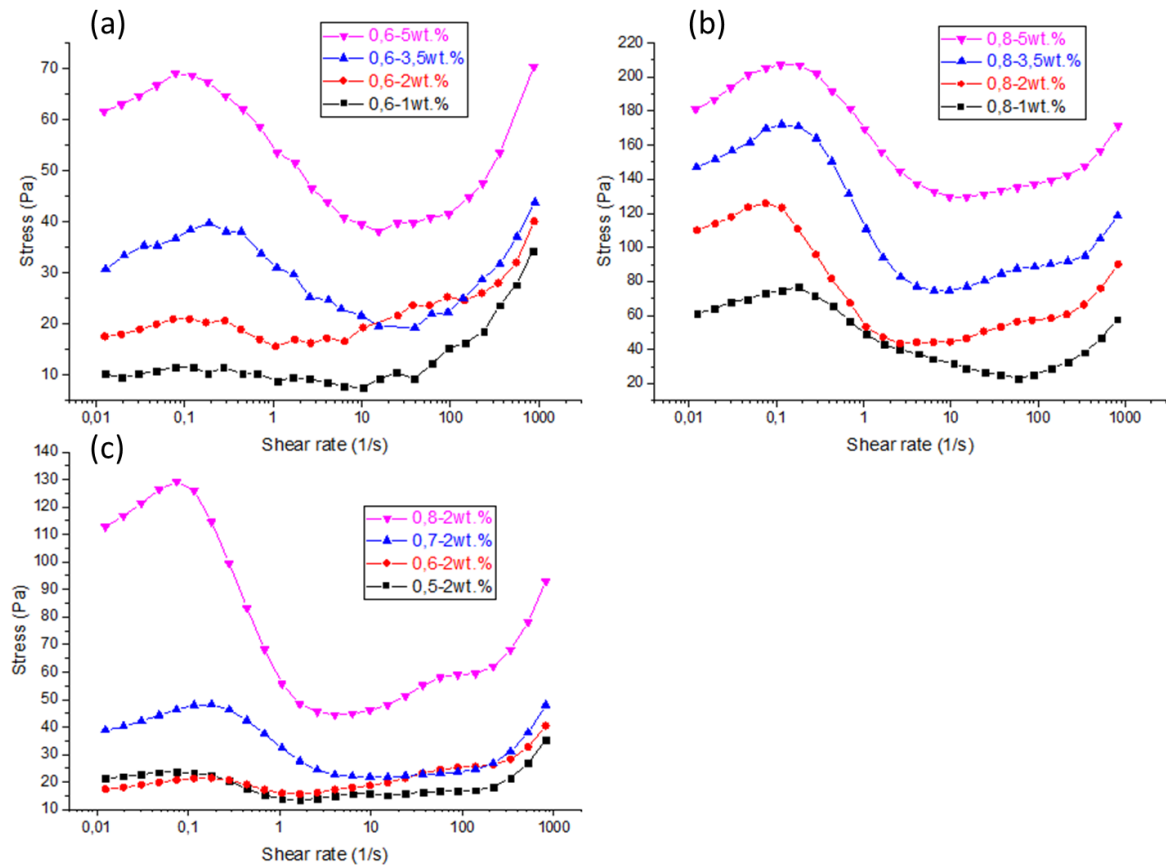 (a)
0,6-5wt.%
0,6-3,5wt.%
0,6-2wt.%
0,6-1wt.%
70
60
50
40
30
20
10
Stress (Pa)
0,01 0,1 1 10 100 1000
Shear rate (1/s)
(b)
0,8-5wt.%
0,8-3,5wt.%
0,8-2wt.%
0,8-1wt.%
220
200
180
160
140
120
100
80
60
40
20
Stress (Pa)
0,01 0,1 1 10 100 1000
Shear rate (1/s)
(c)
0,8-2wt.%
0,7-2wt.%
0,6-2wt.%
0,5-2wt.%
140
130
120
110
100
90
80
70
60
50
40
30
20
10
Stress (Pa)
0,01 0,1 1 10 100 1000
Shear rate (1/s)